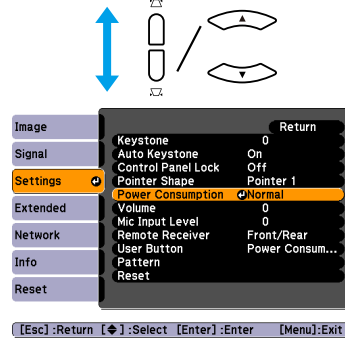 Image
Signal
Settings
Extended
Network
Info
Reset
Return
Keystone 0
Auto Keystone On
Control Panel Lock Off
Pointer Shape Pointer 1
Power Consumption Normal
Volume 0
Mic Input Level 0
Remote Receiver Front/Rear
User Button Power Consum...
Pattern
Reset
[Esc] :Return [◆] :Select [Enter] :Enter [Menu]:Exit